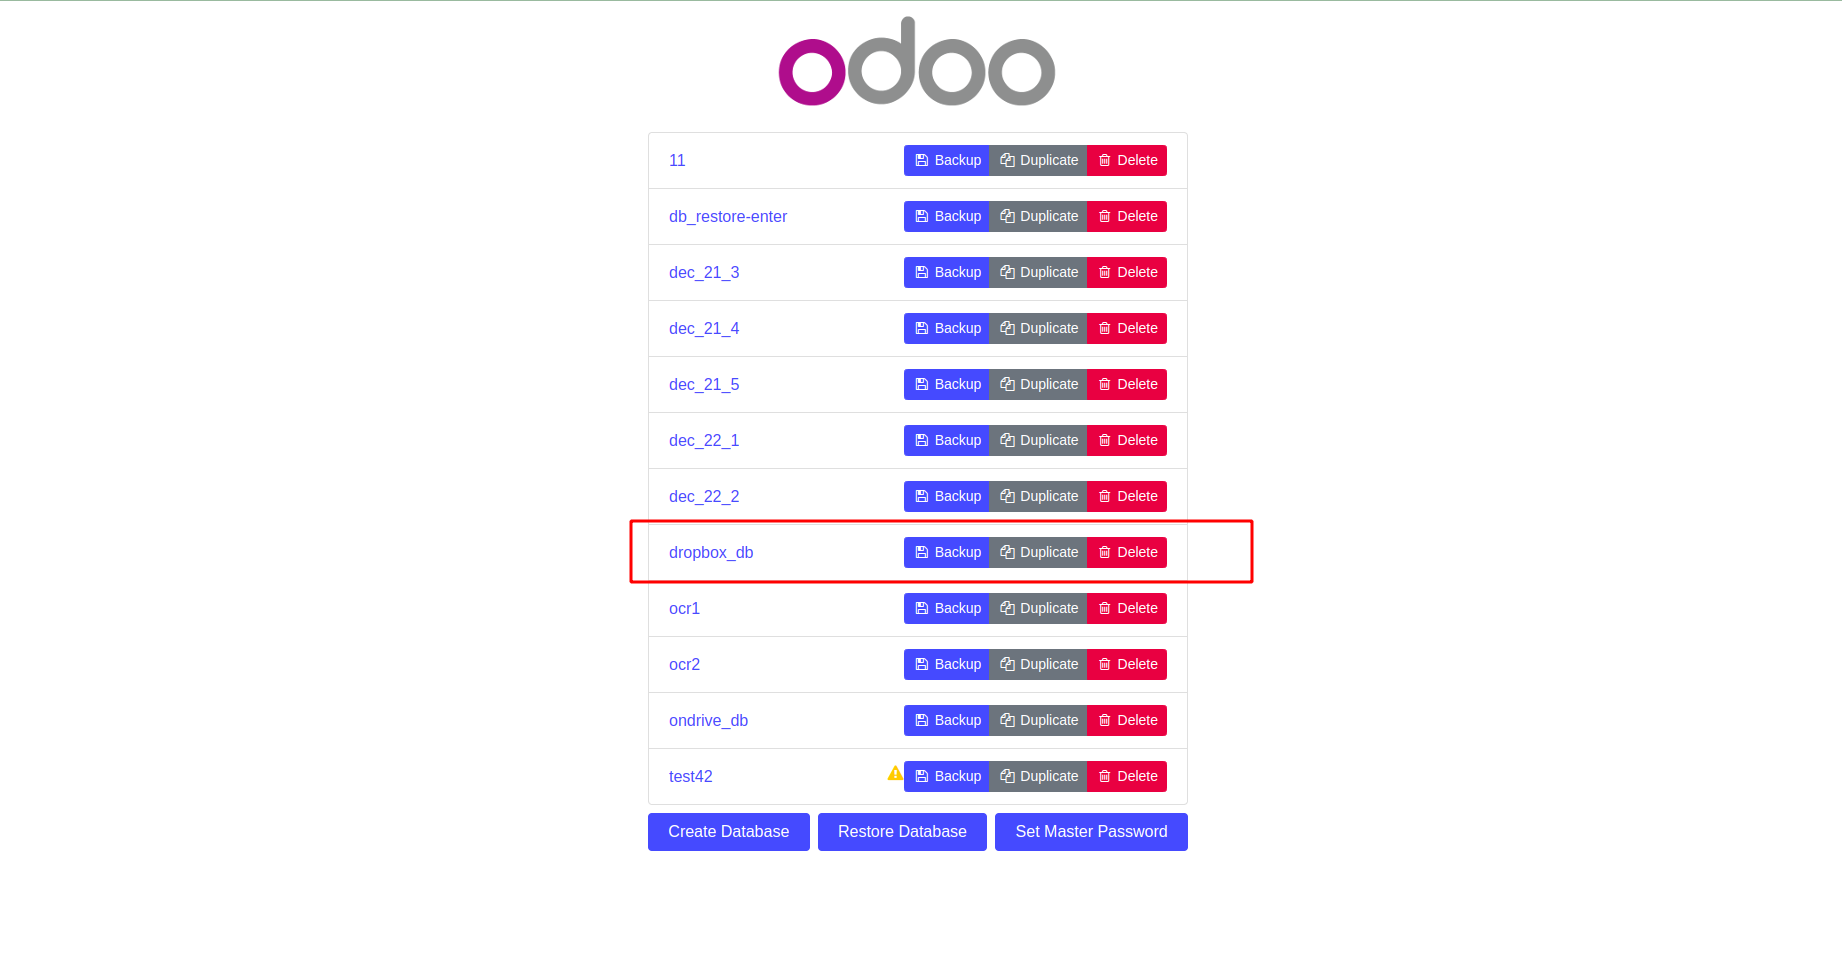 odoo
11 Backup Duplicate Delete
db_restore-enter Backup Duplicate Delete
dec_21_3 Backup Duplicate Delete
dec_21_4 Backup Duplicate Delete
dec_21_5 Backup Duplicate Delete
dec_22_1 Backup Duplicate Delete
dec_22_2 Backup Duplicate Delete
dropbox_db Backup Duplicate Delete
ocr1 Backup Duplicate Delete
ocr2 Backup Duplicate Delete
ondrive_db Backup Duplicate Delete
test42 Backup Duplicate Delete
Create Database Restore Database Set Master Password